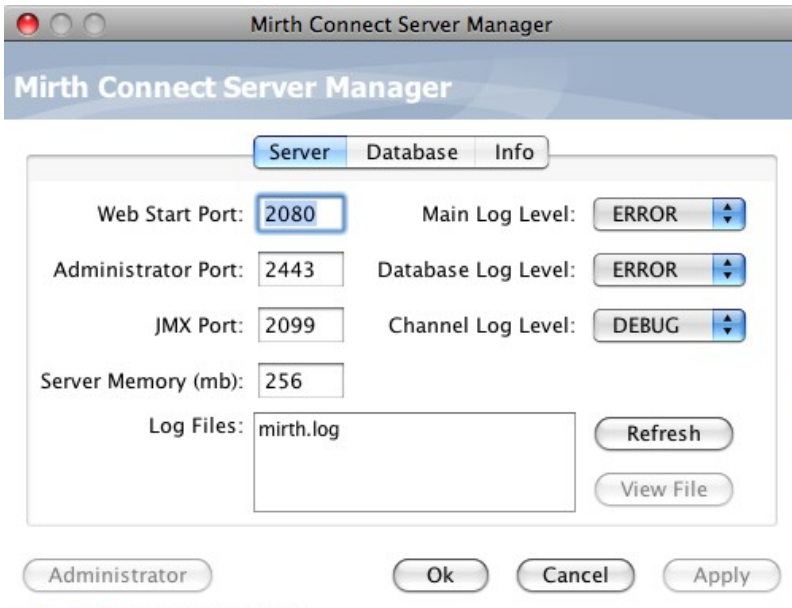 Mirth Connect Server Manager
Mirth Connect Server Manager
Server Database Info
Web Start Port: 2080 Main Log Level: ERROR
Administrator Port: 2443 Database Log Level: ERROR
JMX Port: 2099 Channel Log Level: DEBUG
Server Memory (mb): 256
Log Files: mirth.log Refresh
View File
Administrator Ok Cancel Apply